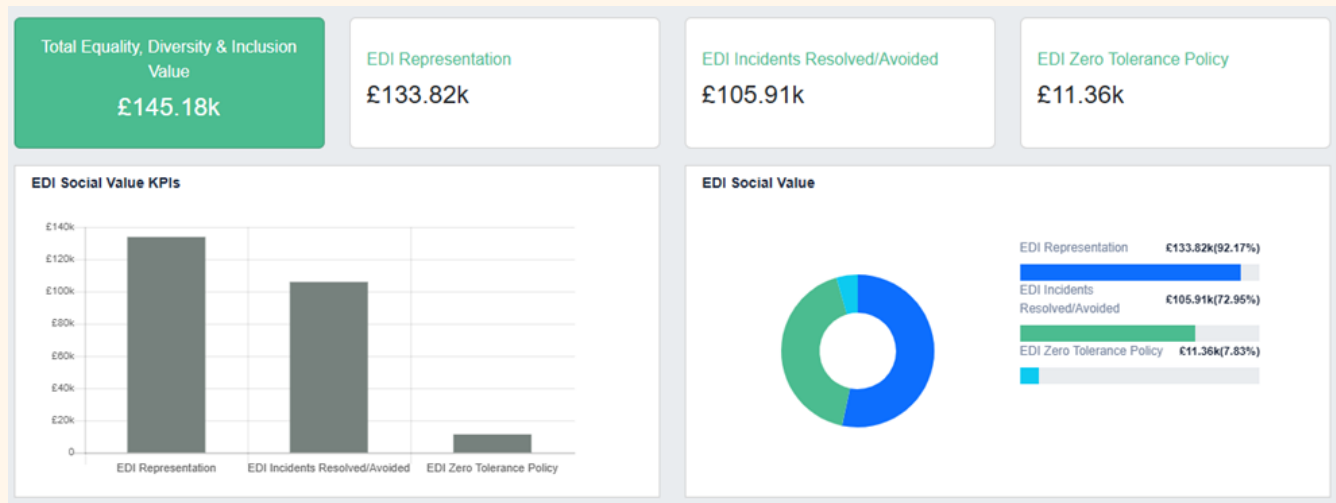 Total Equality, Diversity & Inclusion
Value
£145.18k
EDI Representation
£133.82k
EDI Incidents Resolved/Avoided
£105.91k
EDI Zero Tolerance Policy
£11.36k
EDI Social Value KPIs
£140k
£120k
£100k
£80k
£60k
£40k
£20k
0
EDI Representation
EDI Incidents Resolved/Avoided
EDI Zero Tolerance Policy
EDI Social Value
EDI Representation £133.82k(92.17%)
EDI Incidents
Resolved/Avoided £105.91k(72.95%)
EDI Zero Tolerance Policy £11.36k(7.83%)